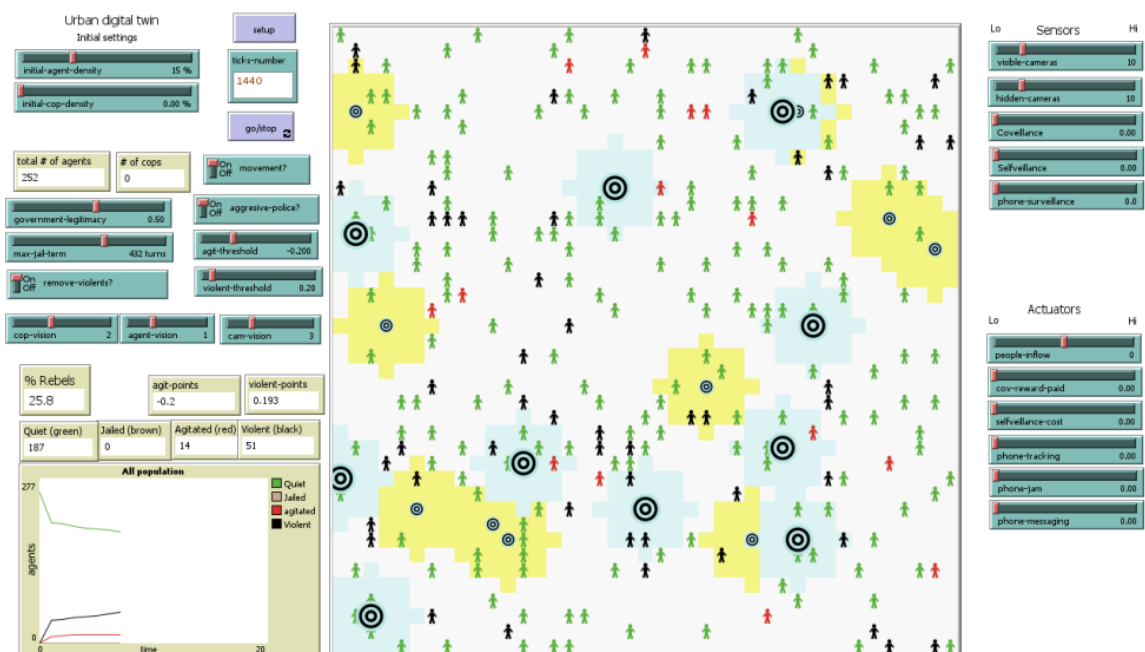 Urban digital twin
Initial settings
initial-agent-density 15 %
initial-cop-density 0.00 %
setup
ticks-number
1440
go/stop
total # of agents
252
# of cops
0
On
Off
movement?
government-legitimacy 0.50
On
Off
aggresive-police?
max-jail-term 432 turns
agit-threshold -0.200
On
Off
remove-violents?
violent-threshold 0.20
cop-vision 2
agent-vision 1
cam-vision 3
% Rebels
25.8
agit-points
-0.2
violent-points
0.193
Quiet (green)
187
Jailed (brown)
0
Agitated (red)
14
Violent (black)
51
All population
277
agents
0
0
time
20
Quiet
Jailed
agitated
Violent
Lo
Sensors
Hi
visible-cameras 10
hidden-cameras 10
Coveillance 0.00
Selfveillance 0.00
phone-surveillance 0.0
Actuators
Lo
Hi
people-inflow 0
cov-reward-paid 0.00
selfveillance-cost 0.00
phone-tracking 0.00
phone-jam 0.00
phone-messaging 0.00